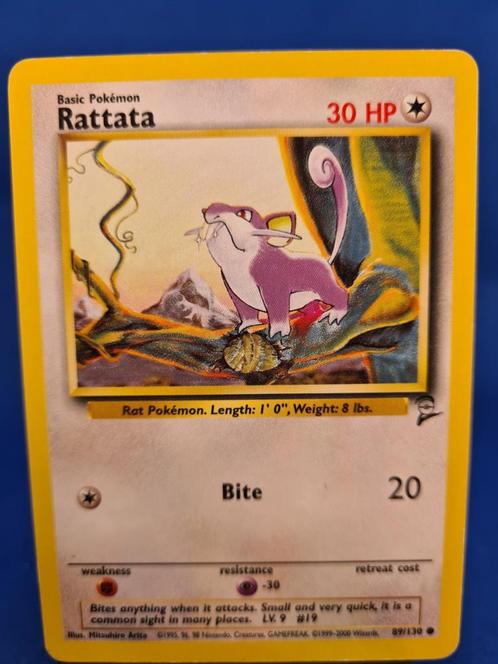 Basic Pokémon
Rattata
30 HP
Rat Pokémon. Length: 1' 0", Weight: 8 lbs.
Bite 20
weakness resistance retreat cost
-30
Bites anything when it attacks. Small and very quick, it is a
common sight in many places. LV. 9 #19
Illus. Mitsuhiro Arita ©1995, 96, 98 Nintendo, Creatures, GAMEFREAK. ©1999-2000 Wizards. 89/130